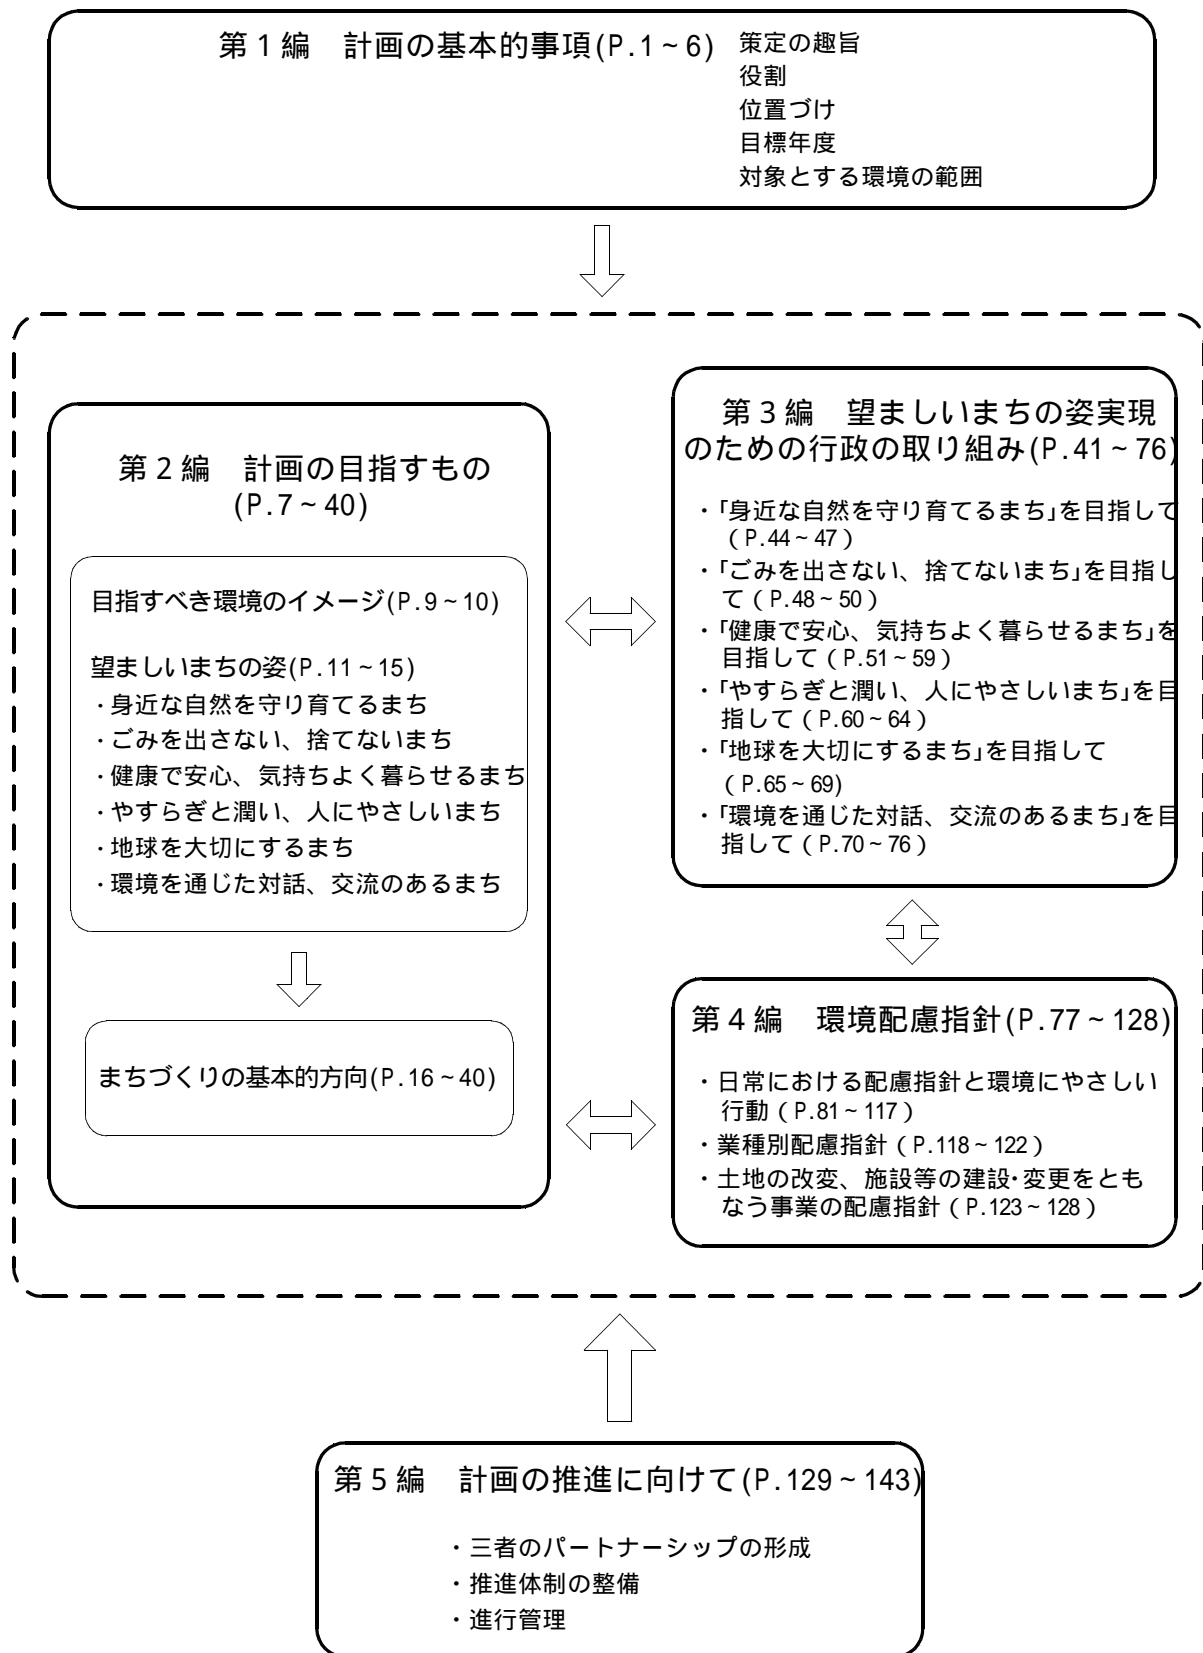 第１編　計画の基本的事項(P.1～6)
策定の趣旨
役割
位置づけ
目標年度
対象とする環境の範囲
第２編　計画の目指すもの
(P.7～40)
目指すべき環境のイメージ(P.9～10)
望ましいまちの姿(P.11～15)
・身近な自然を守り育てるまち
・ごみを出さない、捨てないまち
・健康で安心、気持ちよく暮らせるまち
・やすらぎと潤い、人にやさしいまち
・地球を大切にするまち
・環境を通じた対話、交流のあるまち
まちづくりの基本的方向(P.16～40)
第３編　望ましいまちの姿実現
のための行政の取り組み(P.41～76)
・｢身近な自然を守り育てるまち｣を目指して
（P.44～47）
・｢ごみを出さない、捨てないまち｣を目指し
て（P.48～50）
・｢健康で安心、気持ちよく暮らせるまち｣を
目指して（P.51～59）
・｢やすらぎと潤い、人にやさしいまち｣を目
指して（P.60～64）
・｢地球を大切にするまち｣を目指して
（P.65～69)
・｢環境を通じた対話、交流のあるまち｣を目
指して（P.70～76）
第４編　環境配慮指針(P.77～128)
・日常における配慮指針と環境にやさしい
行動（P.81～117）
・業種別配慮指針（P.118～122）
・土地の改変、施設等の建設･変更をとも
なう事業の配慮指針（P.123～128）
第５編　計画の推進に向けて(P.129～143)
・三者のパートナーシップの形成
・推進体制の整備
・進行管理